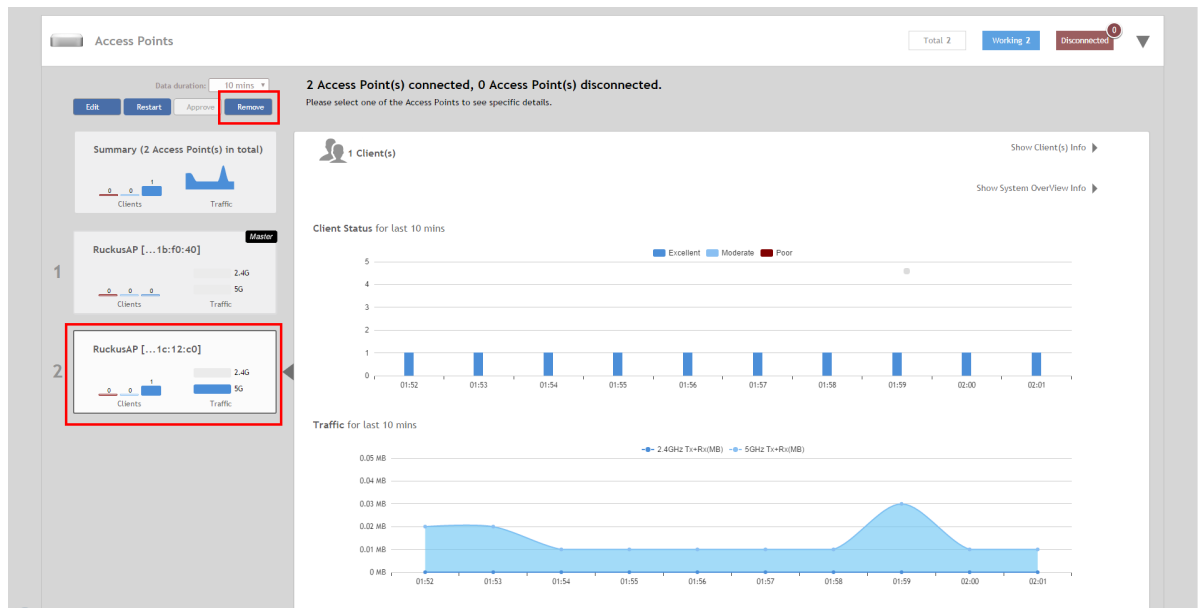 Access Points
Total 2
Working 2
Disconnected
0
Data duration: 10 mins
Edit Restart Approve Remove
2 Access Point(s) connected, 0 Access Point(s) disconnected.
Please select one of the Access Points to see specific details.
Summary (2 Access Point(s) in total)
0 0 1
Clients Traffic
1 Client(s)
Show Client(s) Info
Show System OverView Info
1
Master
RuckusAP [...1b:f0:40]
2.4G
5G
0 0 0
Clients Traffic
2
RuckusAP [...1c:12:c0]
2.4G
5G
0 0 1
Clients Traffic
Client Status for last 10 mins
Excellent Moderate Poor
5
4
3
2
1
0
01:52 01:53 01:54 01:55 01:56 01:57 01:58 01:59 02:00 02:01
Traffic for last 10 mins
2.4GHz Tx+Rx(MB) 5GHz Tx+Rx(MB)
0.05 MB
0.04 MB
0.03 MB
0.02 MB
0.01 MB
0 MB
01:52 01:53 01:54 01:55 01:56 01:57 01:58 01:59 02:00 02:01